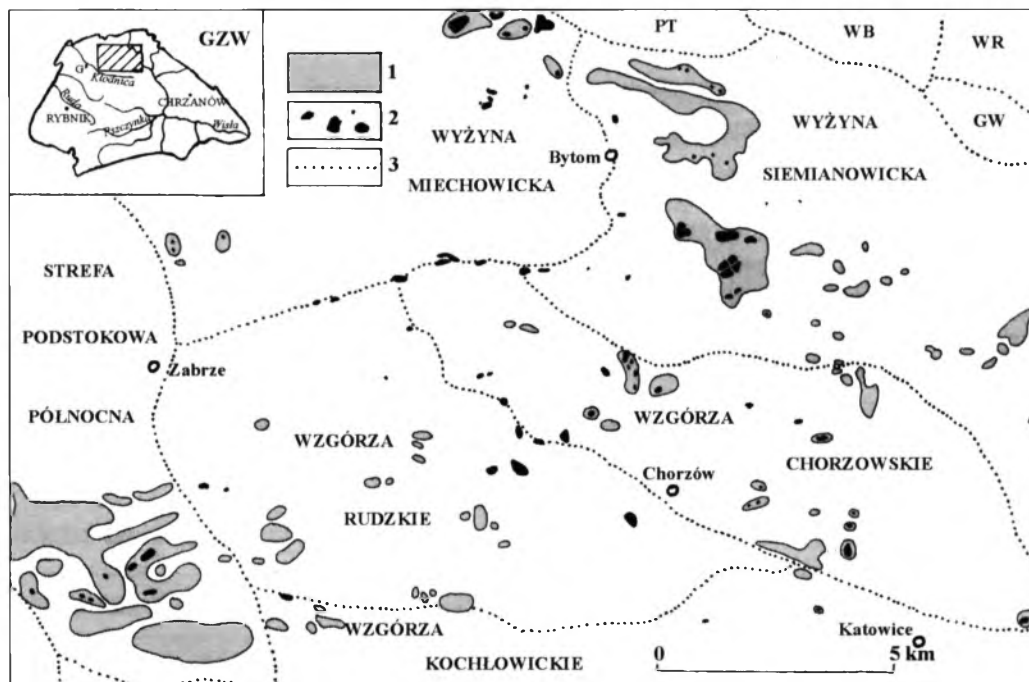 GZW
G
Kłodnica
CHRZANÓW
Ruda
RYBNIK
Pszczynka
Wisła
1
2
3
PT
WB
WR
GW
WYŻYNA
MIECHOWICKA
Bytom
WYŻYNA
SIEMIANOWICKA
STREFA
PODSTOKOWA
Zabrze
PÓŁNOCNA
WZGÓRZA
RUDZKIE
WZGÓRZA
CHORZOWSKIE
Chorzów
WZGÓRZA
KOCHŁOWICKIE
Katowice
0
5 km